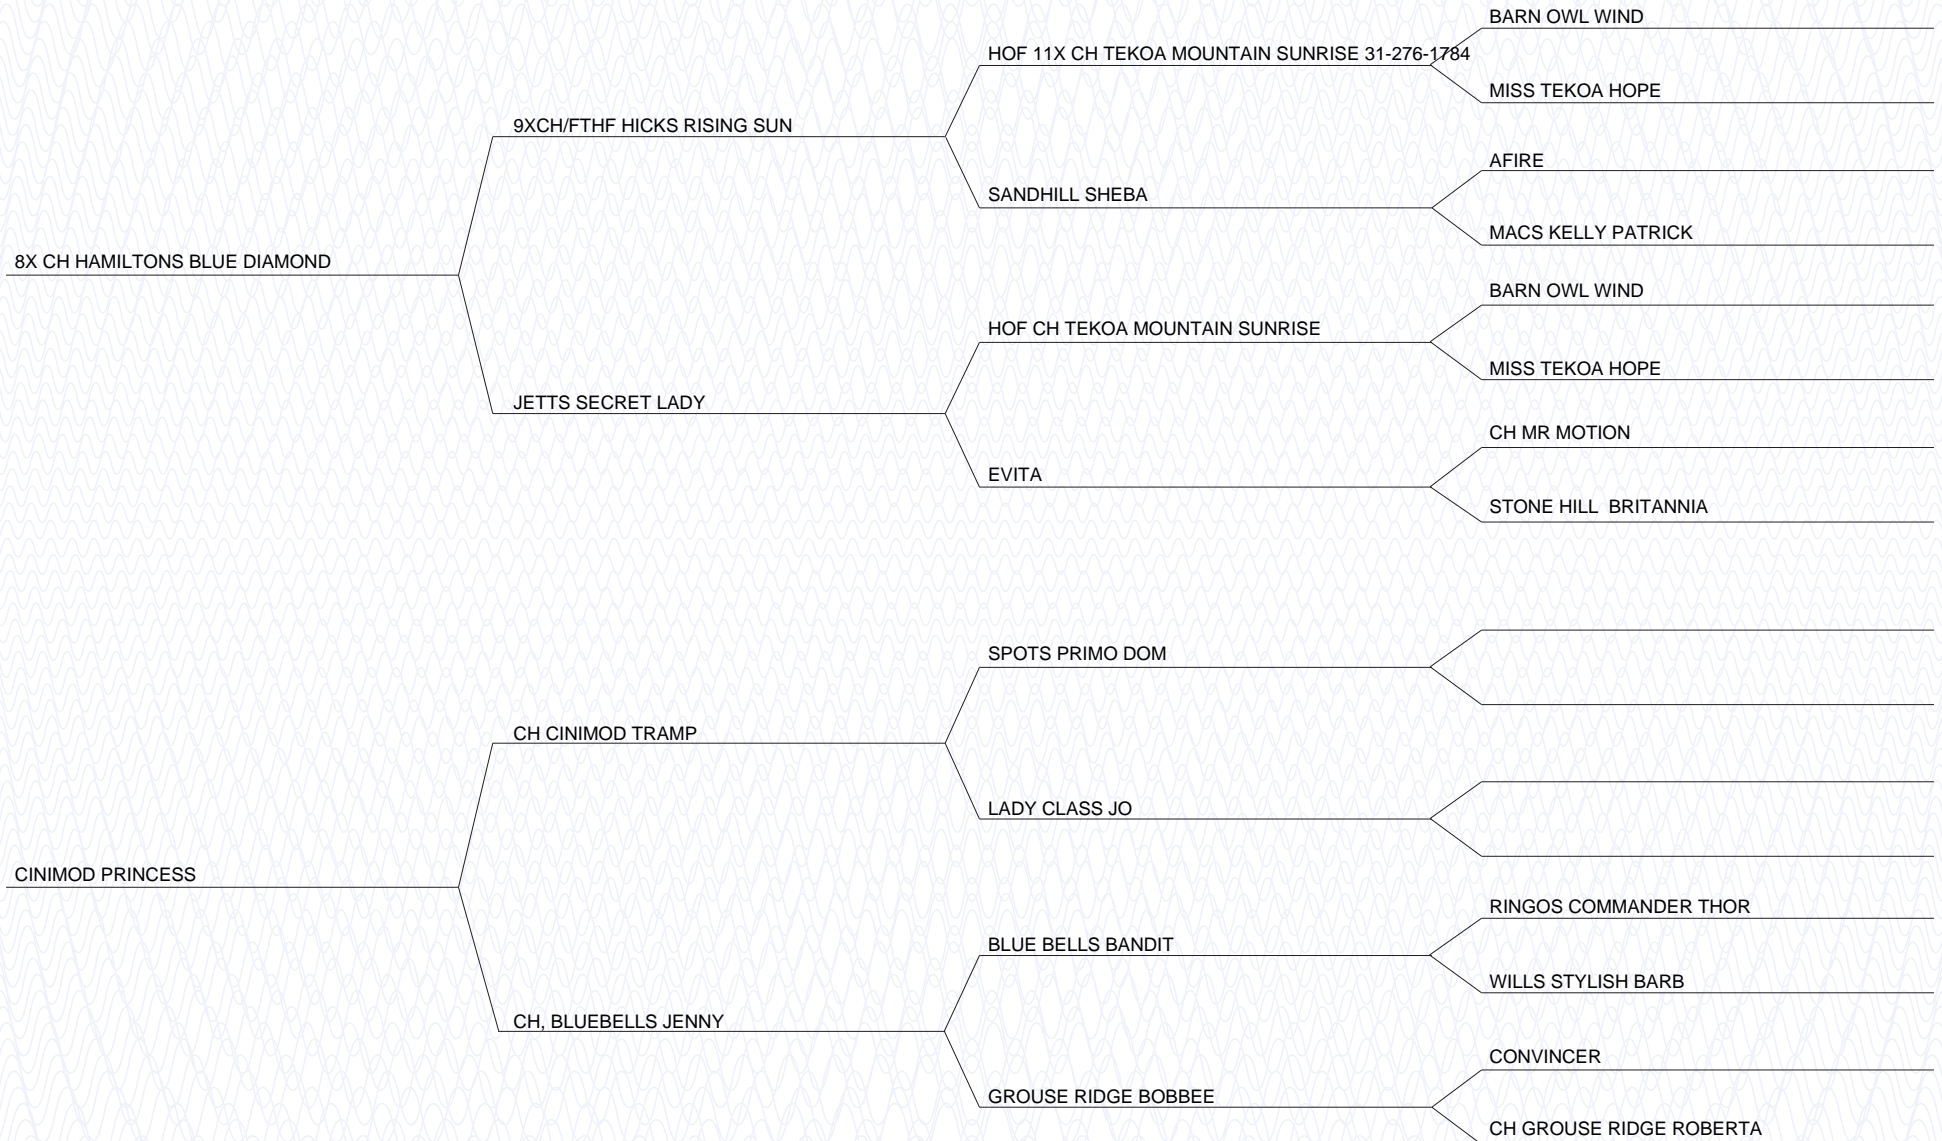 BARN OWL WIND
HOF 11X CH TEKOA MOUNTAIN SUNRISE 31-276-1784
MISS TEKOA HOPE
9XCH/FTHF HICKS RISING SUN
AFIRE
SANDHILL SHEBA
MACS KELLY PATRICK
8X CH HAMILTONS BLUE DIAMOND
BARN OWL WIND
HOF CH TEKOA MOUNTAIN SUNRISE
MISS TEKOA HOPE
JETTS SECRET LADY
CH MR MOTION
EVITA
STONE HILL  BRITANNIA
SPOTS PRIMO DOM
CH CINIMOD TRAMP
LADY CLASS JO
CINIMOD PRINCESS
RINGOS COMMANDER THOR
BLUE BELLS BANDIT
WILLS STYLISH BARB
CH, BLUEBELLS JENNY
CONVINCER
GROUSE RIDGE BOBBEE
CH GROUSE RIDGE ROBERTA